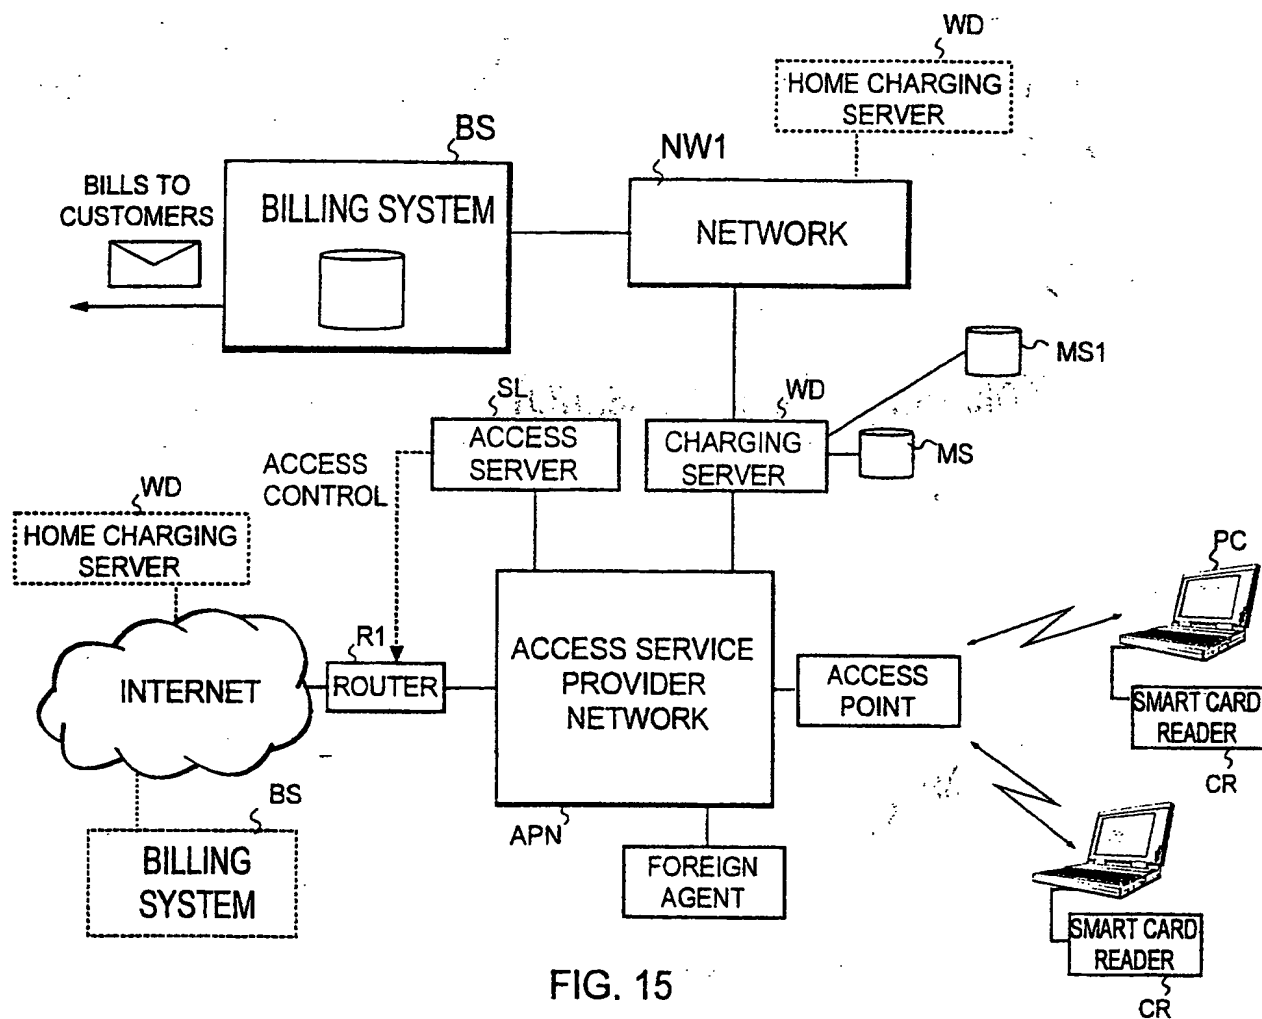 WD
HOME CHARGING
SERVER
BS
NW1
BILLS TO
CUSTOMERS
BILLING SYSTEM
NETWORK
MS1
SL
WD
ACCESS
SERVER
CHARGING
SERVER
MS
ACCESS
CONTROL
WD
HOME CHARGING
SERVER
PC
R1
ROUTER
INTERNET
ACCESS SERVICE
PROVIDER
NETWORK
ACCESS
POINT
SMART CARD
READER
CR
BS
APN
BILLING
SYSTEM
FOREIGN
AGENT
SMART CARD
READER
CR
FIG. 15